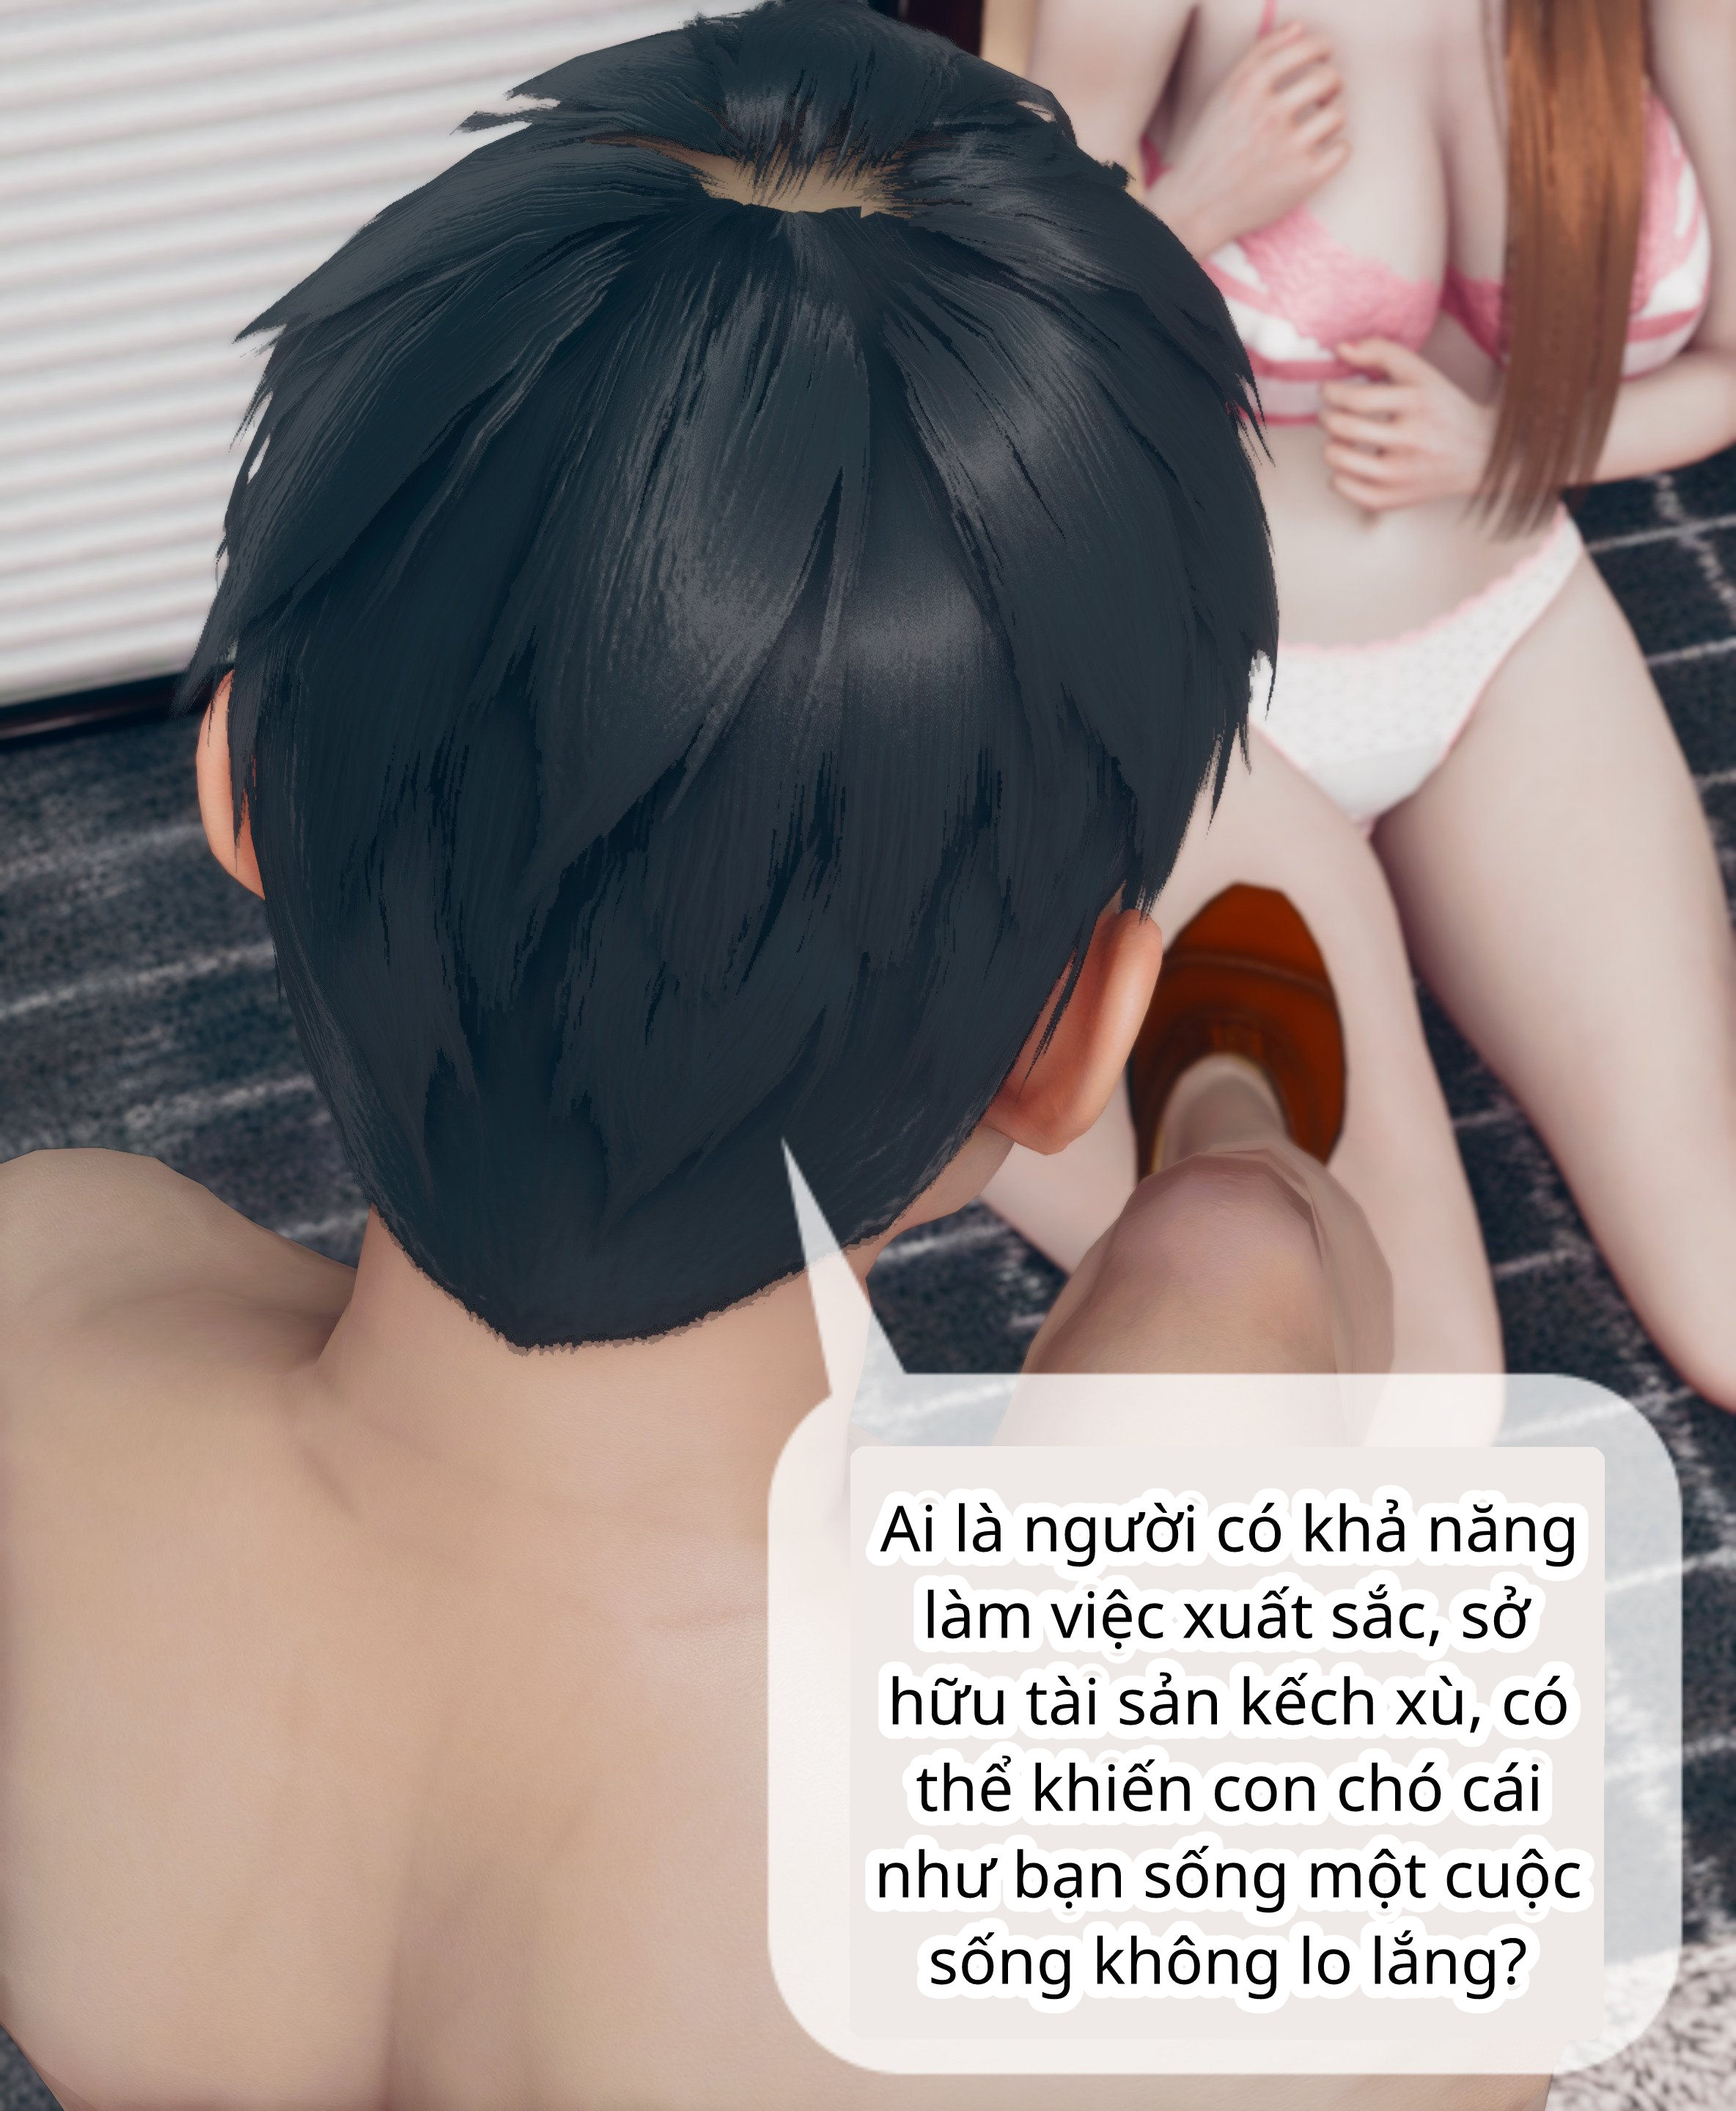 Ai là người có khả năng
làm việc xuất sắc, sở
hữu tài sản kếch xù, có
thể khiến con chó cái
như bạn sống một cuộc
sống không lo lắng?